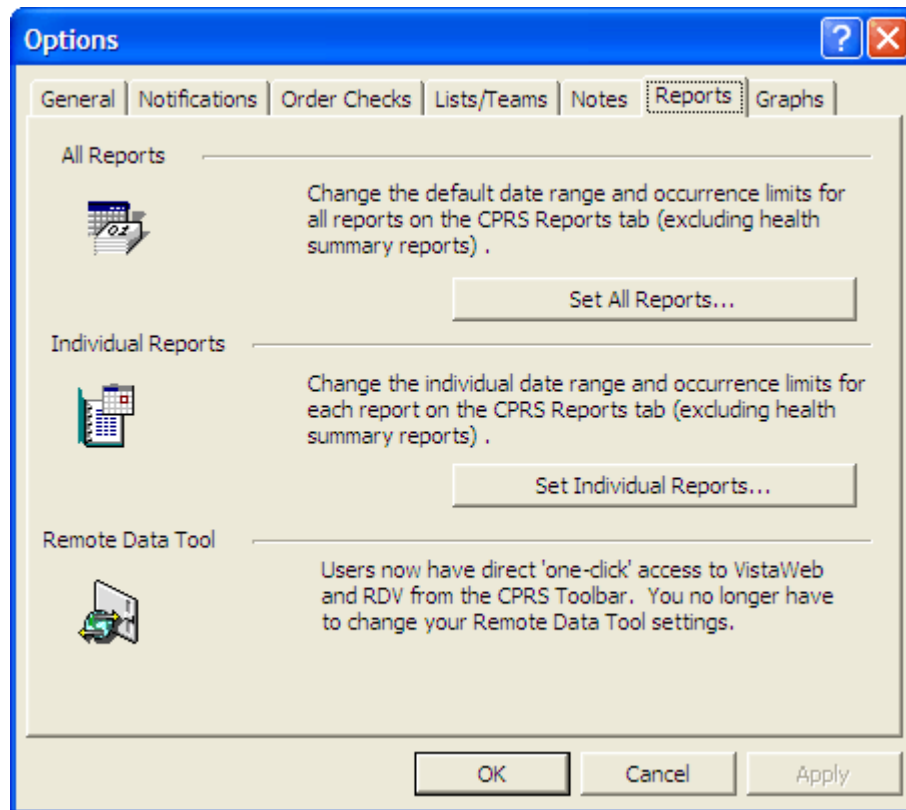 Options
General Notifications Order Checks Lists/Teams Notes Reports Graphs
All Reports
Change the default date range and occurrence limits for
all reports on the CPRS Reports tab (excluding health
summary reports) .
Set All Reports...
Individual Reports
Change the individual date range and occurrence limits for
each report on the CPRS Reports tab (excluding health
summary reports) .
Set Individual Reports...
Remote Data Tool
Users now have direct 'one-click' access to VistaWeb
and RDV from the CPRS Toolbar.  You no longer have
to change your Remote Data Tool settings.
OK Cancel Apply